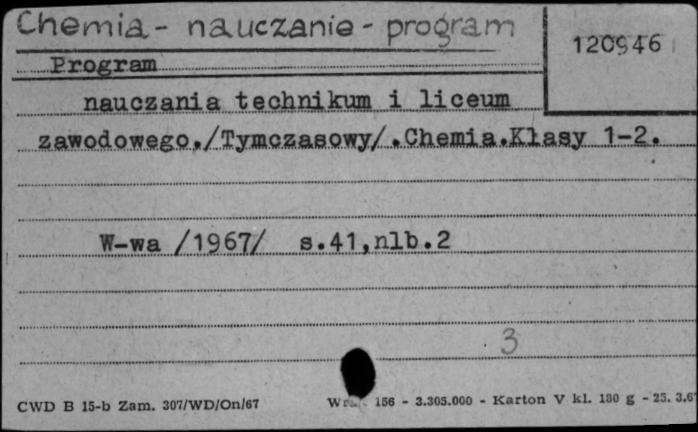 Chemia - nauczanie - program
120946
Program
nauczania technikum i liceum
zawodowego./Tymczasowy/.Chemia.Klasy 1-2.
W-wa /1967/ s.41,nlb.2
3
CWD B 15-b Zam. 307/WD/On/67 156 - 3.305.000 - Karton V kl. 180 g - 25. 3.6